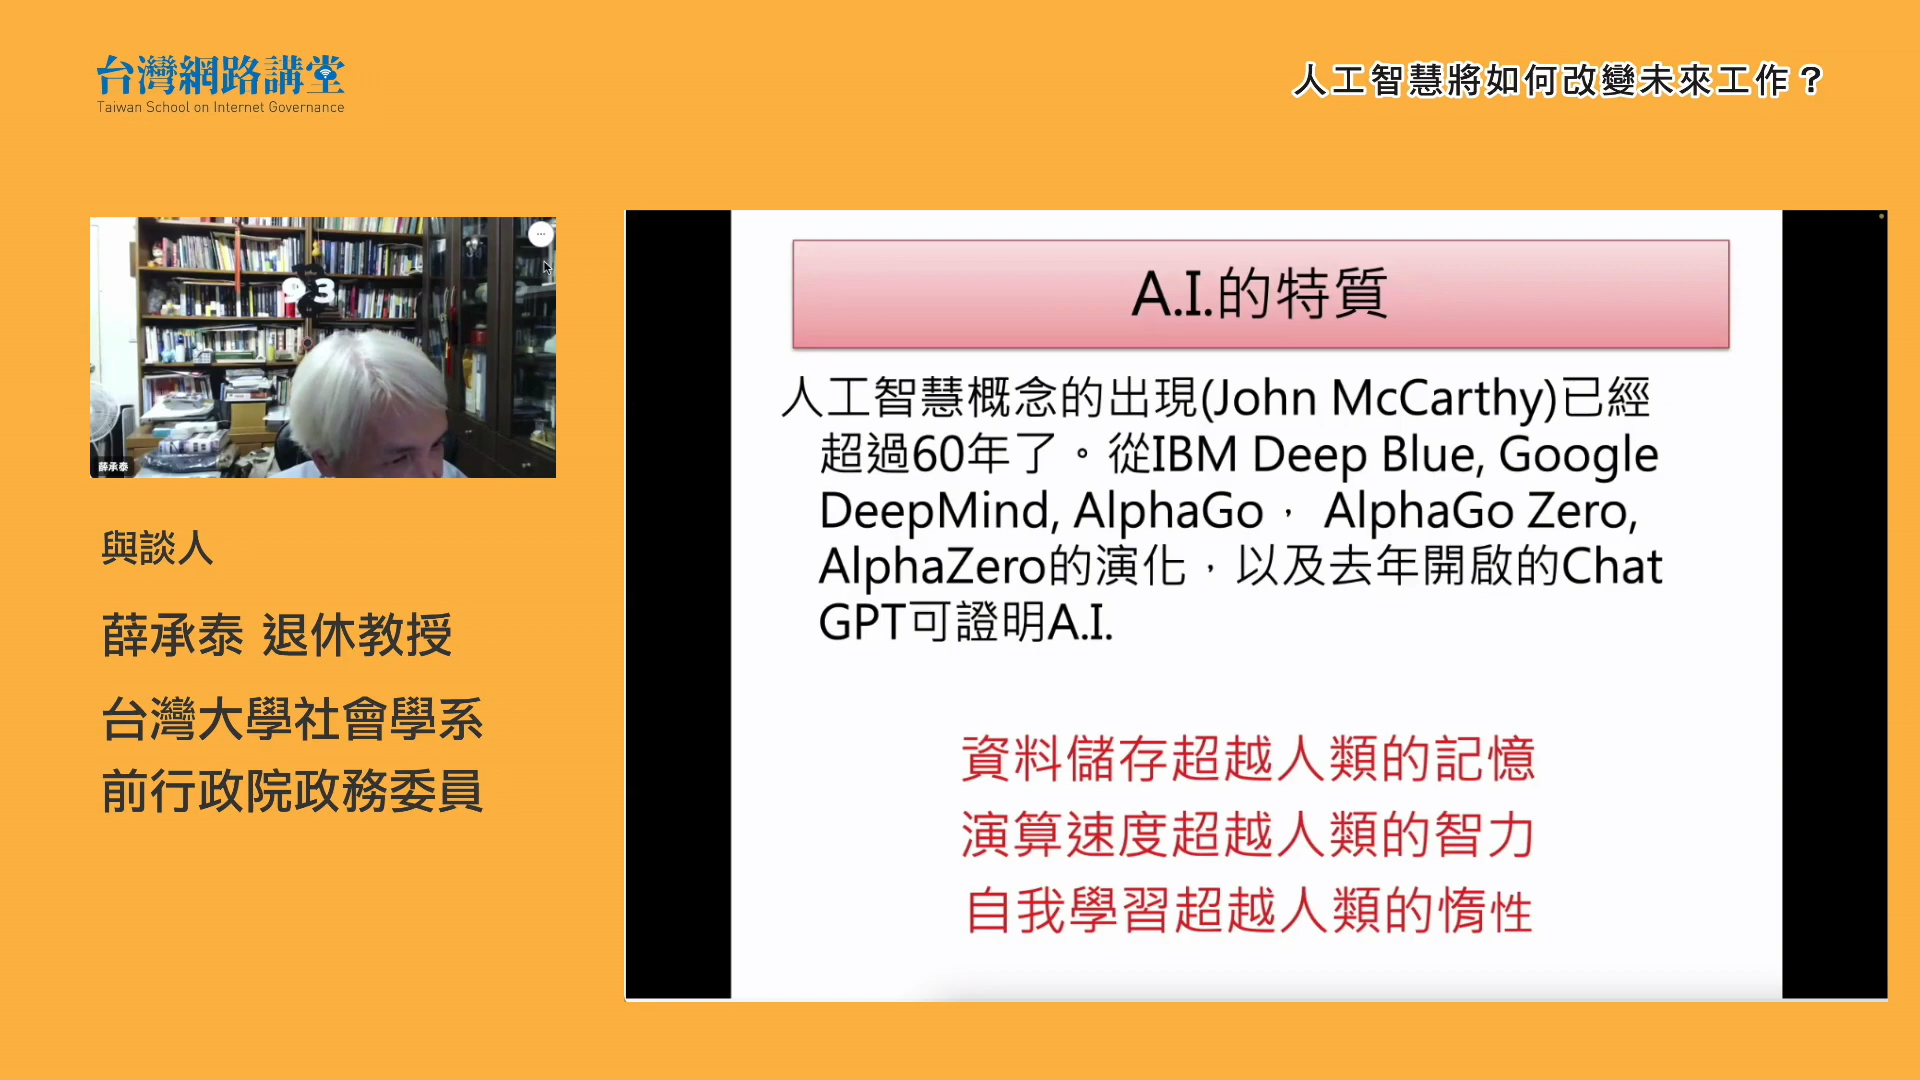 台灣網路講堂
Taiwan School on Internet Governance
人工智慧將如何改變未來工作？
93
薛承泰
與談人
薛承泰 退休教授
台灣大學社會學系
前行政院政務委員
A.I.的特質
人工智慧概念的出現(John McCarthy)已經
超過60年了。從IBM Deep Blue, Google
DeepMind, AlphaGo， AlphaGo Zero,
AlphaZero的演化，以及去年開啟的Chat
GPT可證明A.I.
資料儲存超越人類的記憶
演算速度超越人類的智力
自我學習超越人類的惰性